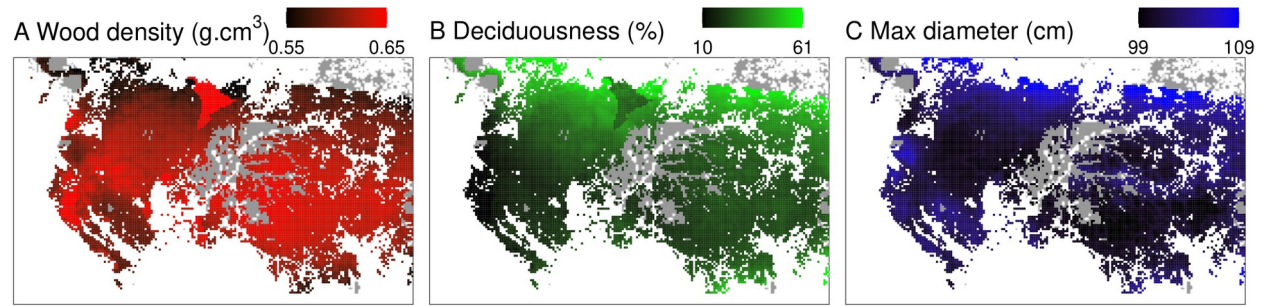 A Wood density (g.cm³)
0.55 0.65
B Deciduousness (%)
10 61
C Max diameter (cm)
99 109